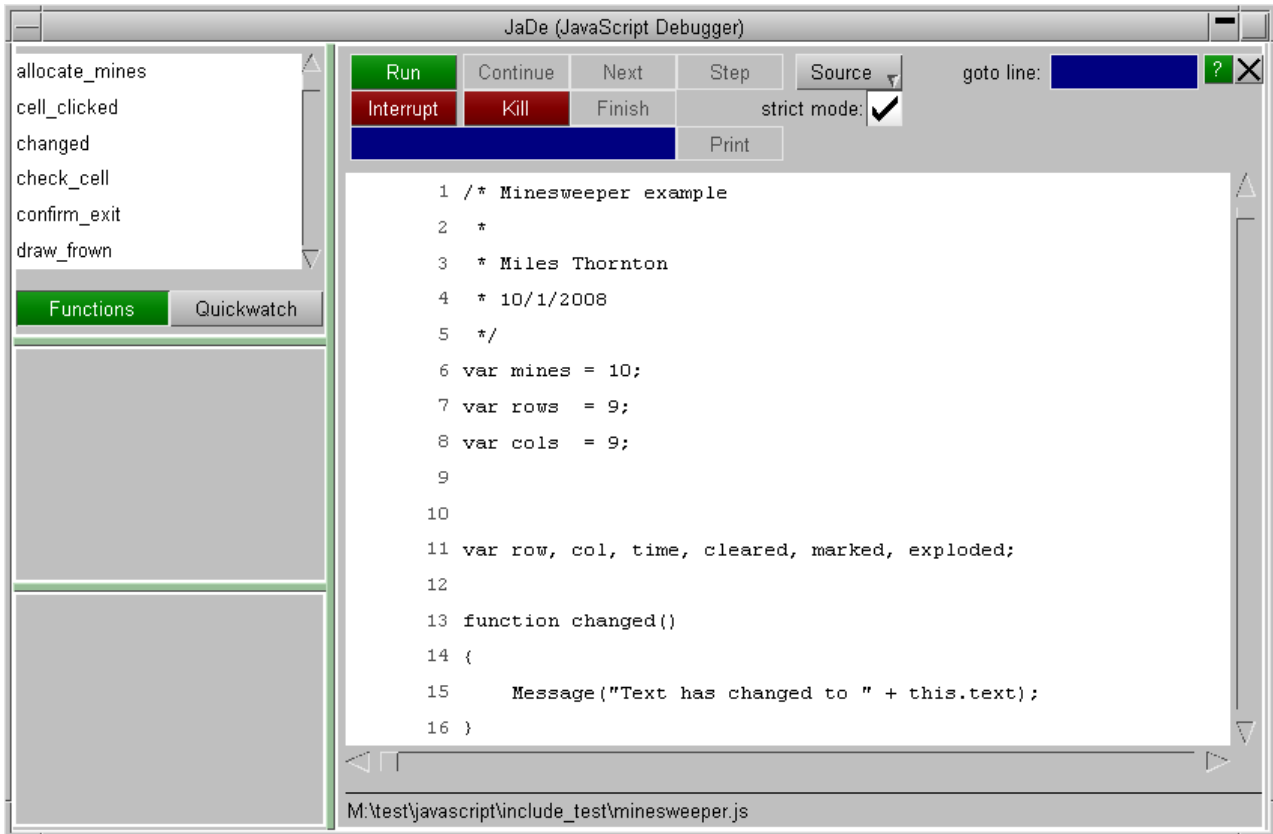 JaDe (JavaScript Debugger)
allocate_mines
cell_clicked
changed
check_cell
confirm_exit
draw_frown
Functions Quickwatch
Run Continue Next Step Source goto line: ?
Interrupt Kill Finish strict mode:
Print
1 /* Minesweeper example
2  *
3  * Miles Thornton
4  * 10/1/2008
5  */
6 var mines = 10;
7 var rows  = 9;
8 var cols  = 9;
9
10
11 var row, col, time, cleared, marked, exploded;
12
13 function changed()
14 {
15     Message("Text has changed to " + this.text);
16 }
M:\test\javascript\include_test\minesweeper.js